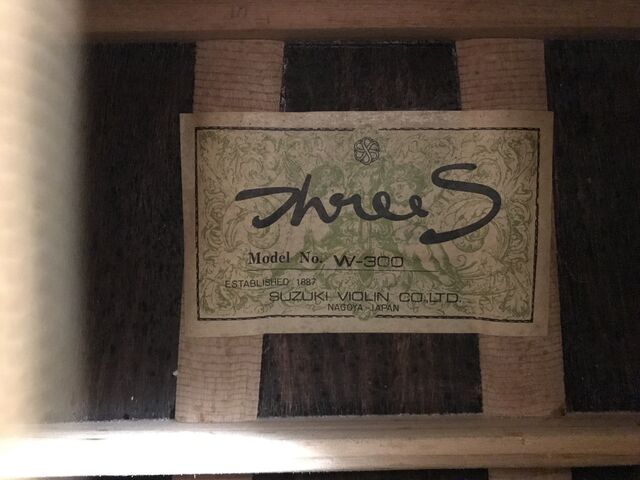 Three S
Model No. W-300
ESTABLISHED 1887
SUZUKI VIOLIN CO.LTD.
NAGOYA-JAPAN